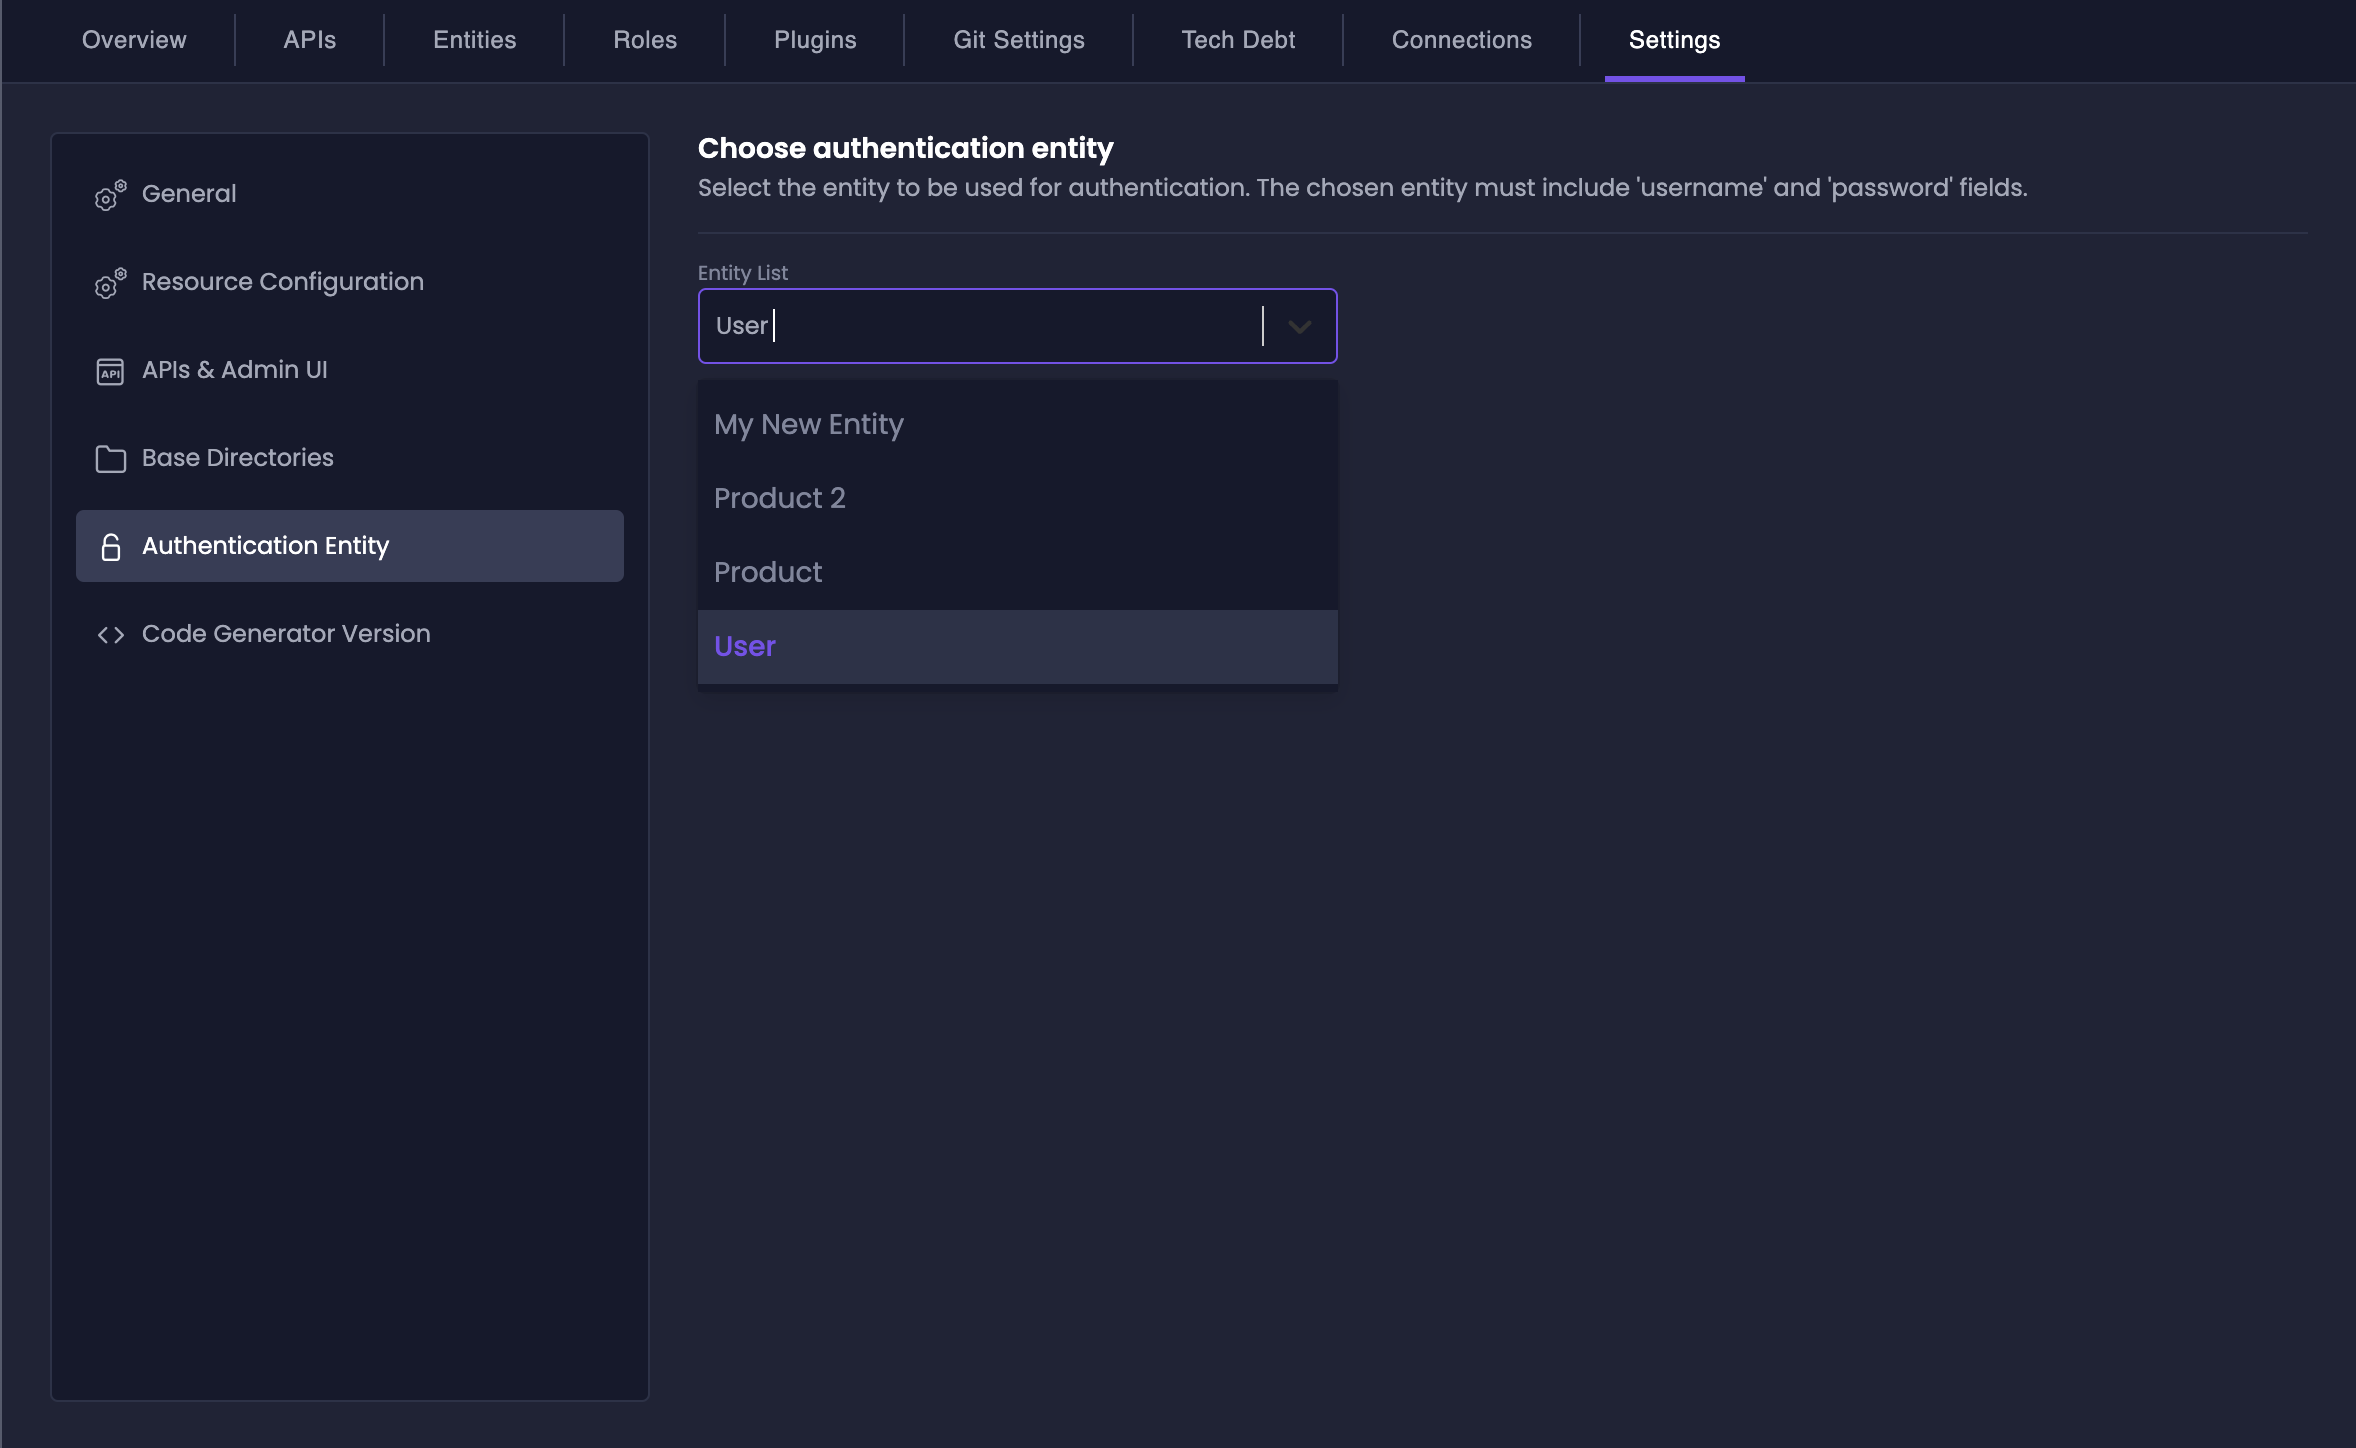 Overview
APIs
Entities
Roles
Plugins
Git Settings
Tech Debt
Connections
Settings
General
Resource Configuration
API
APIs & Admin UI
Base Directories
Authentication Entity
Code Generator Version
Choose authentication entity
Select the entity to be used for authentication. The chosen entity must include 'username' and 'password' fields.
Entity List
User
My New Entity
Product 2
Product
User